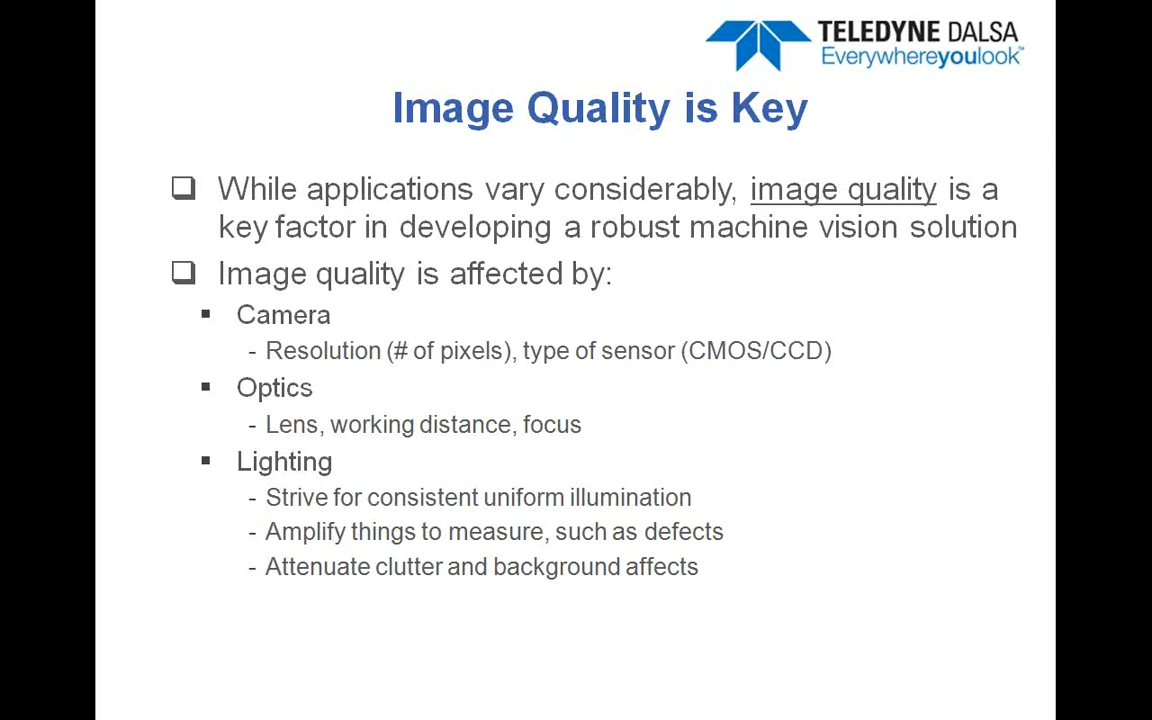 TELEDYNE DALSA
Everywhereyoulook™
Image Quality is Key
❑ While applications vary considerably, image quality is a
key factor in developing a robust machine vision solution
❑ Image quality is affected by:
▪ Camera
- Resolution (# of pixels), type of sensor (CMOS/CCD)
▪ Optics
- Lens, working distance, focus
▪ Lighting
- Strive for consistent uniform illumination
- Amplify things to measure, such as defects
- Attenuate clutter and background affects